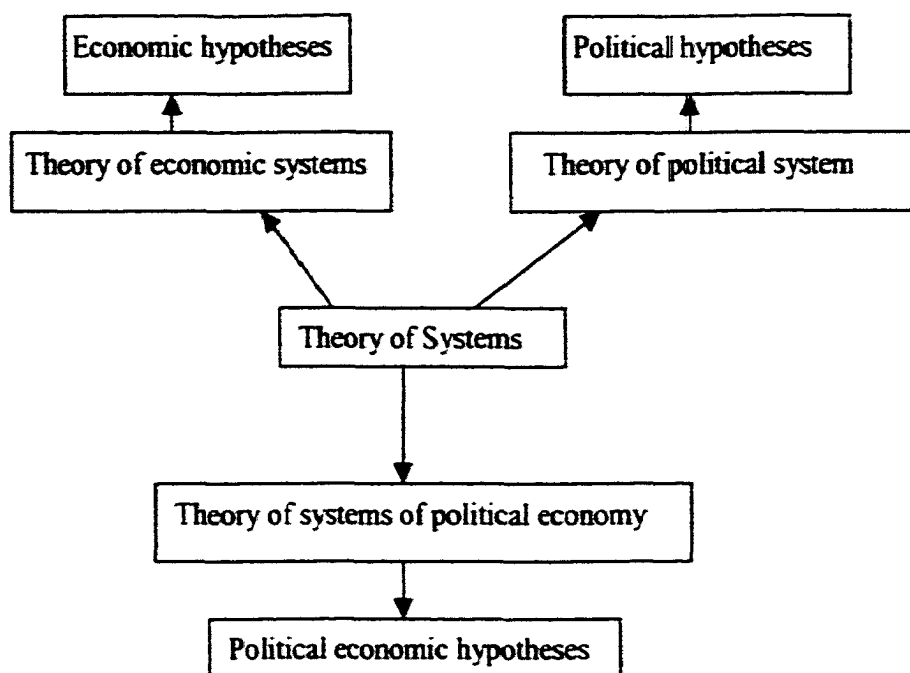 Economic hypotheses
Political hypotheses
Theory of economic systems
Theory of political system
Theory of Systems
Theory of systems of political economy
Political economic hypotheses